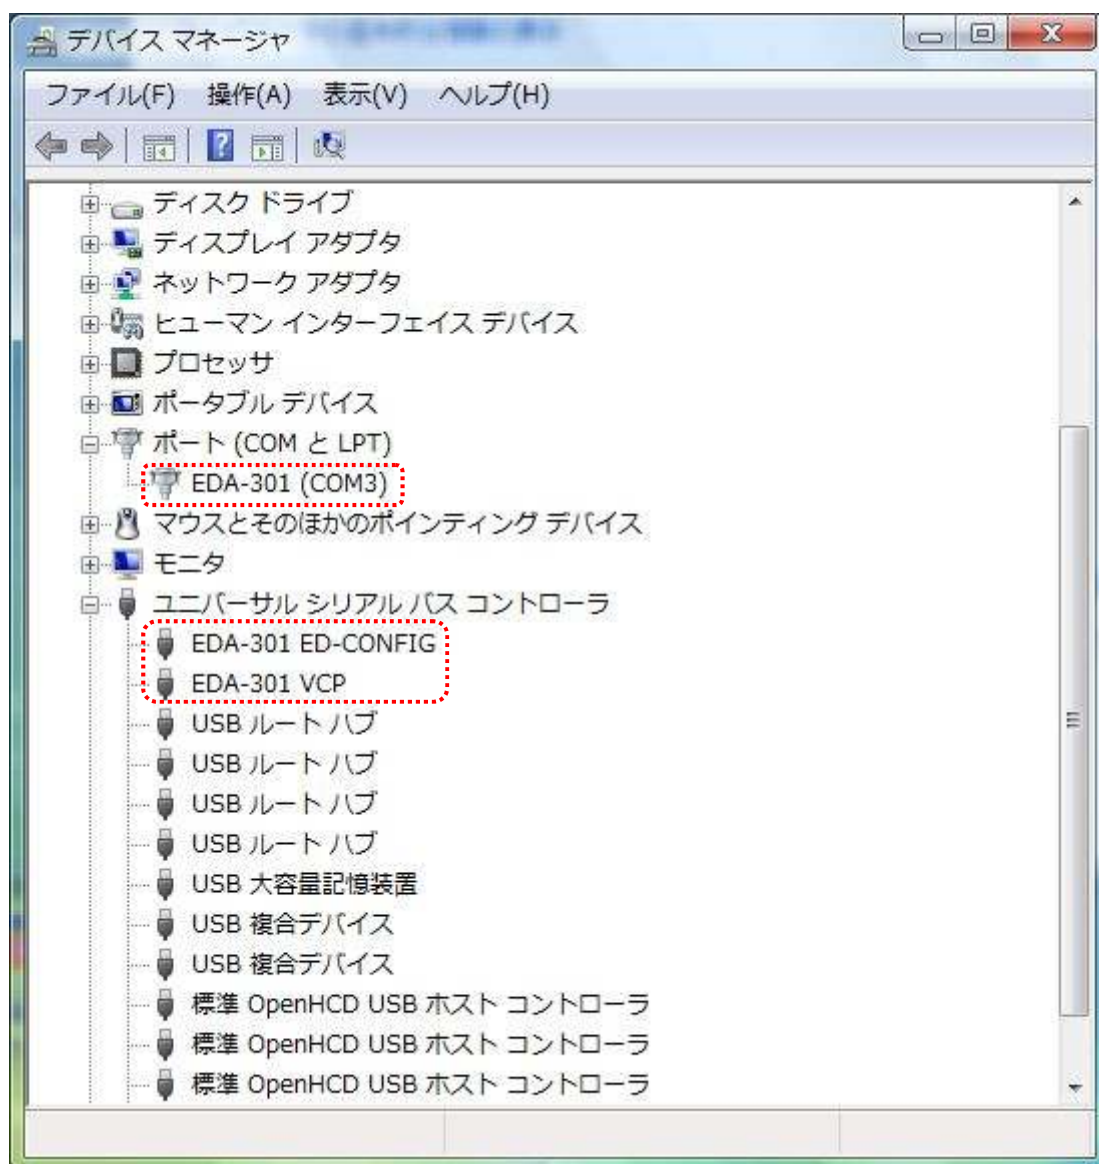 デバイス マネージャ
ファイル(F) 操作(A) 表示(V) ヘルプ(H)
ディスク ドライブ
ディスプレイ アダプタ
ネットワーク アダプタ
ヒューマン インターフェイス デバイス
プロセッサ
ポータブル デバイス
ポート (COM と LPT)
EDA-301 (COM3)
マウスとそのほかのポインティング デバイス
モニタ
ユニバーサル シリアル バス コントローラ
EDA-301 ED-CONFIG
EDA-301 VCP
USB ルート ハブ
USB ルート ハブ
USB ルート ハブ
USB ルート ハブ
USB 大容量記憶装置
USB 複合デバイス
USB 複合デバイス
標準 OpenHCD USB ホスト コントローラ
標準 OpenHCD USB ホスト コントローラ
標準 OpenHCD USB ホスト コントローラ